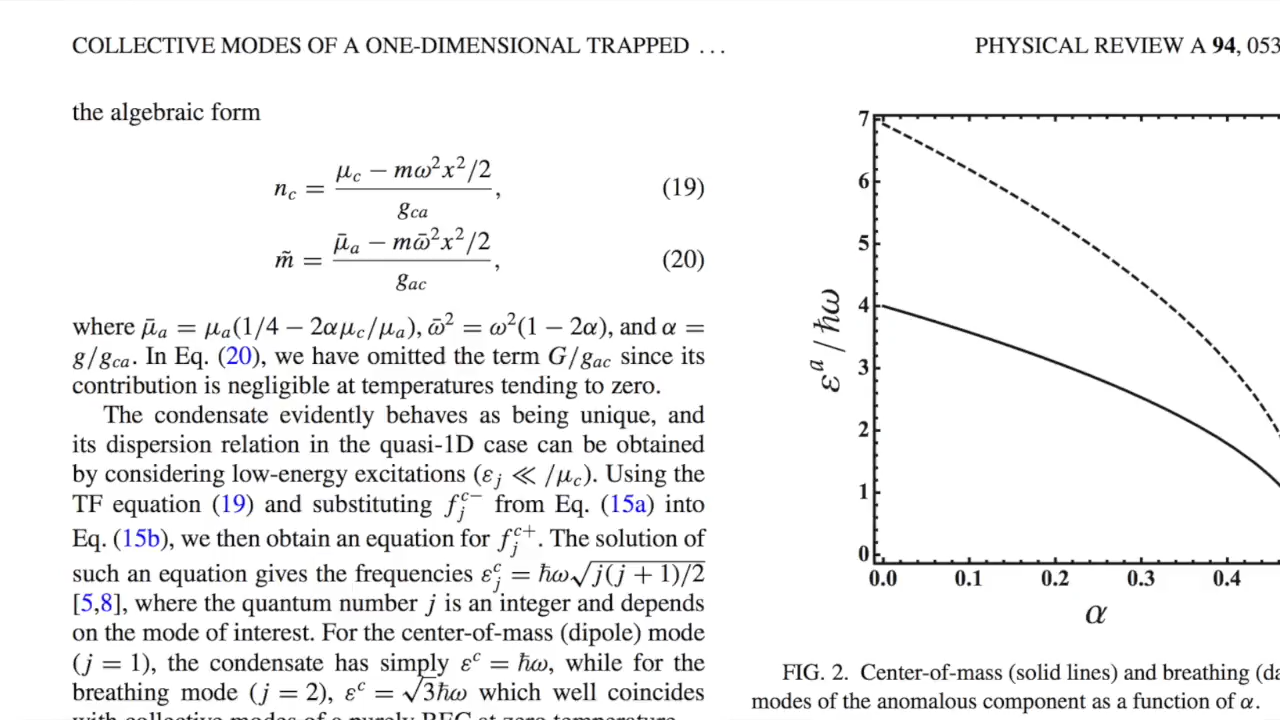 COLLECTIVE MODES OF A ONE-DIMENSIONAL TRAPPED …
PHYSICAL REVIEW A 94, 053
the algebraic form
n_c = (μ_c − mω²x²/2) / g_ca, (19)
m̃ = (μ̄_a − mω̄²x²/2) / g_ac, (20)
where μ̄_a = μ_a(1/4 − 2αμ_c/μ_a), ω̄² = ω²(1 − 2α), and α =
g/g_ca. In Eq. (20), we have omitted the term G/g_ac since its
contribution is negligible at temperatures tending to zero.
The condensate evidently behaves as being unique, and
its dispersion relation in the quasi-1D case can be obtained
by considering low-energy excitations (ε_j ≪ /μ_c). Using the
TF equation (19) and substituting f_j^{c−} from Eq. (15a) into
Eq. (15b), we then obtain an equation for f_j^{c+}. The solution of
such an equation gives the frequencies ε_j^c = ħω√j(j + 1)/2
[5,8], where the quantum number j is an integer and depends
on the mode of interest. For the center-of-mass (dipole) mode
(j = 1), the condensate has simply ε^c = ħω, while for the
breathing mode (j = 2), ε^c = √3ħω which well coincides
with collective modes of a purely BEC at zero temperature
7
6
5
4
3
2
1
0
ε^a / ħω
0.0 0.1 0.2 0.3 0.4
α
FIG. 2. Center-of-mass (solid lines) and breathing (da
modes of the anomalous component as a function of α.